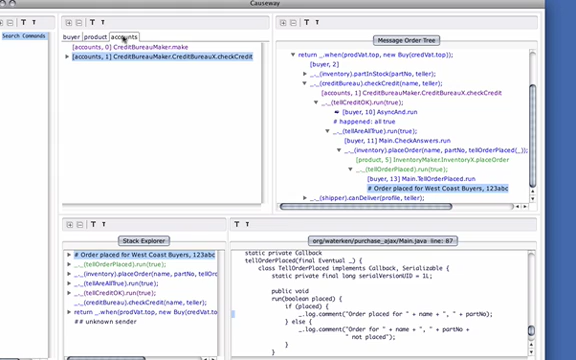 Causeway
Search Commands
buyer product accounts
[accounts, 0] CreditBureauMaker.make
[accounts, 1] CreditBureauMaker.CreditBureauX.checkCredit
Message Order Tree
return _.when(prodVat.top, new Buy(credVat.top);
[buyer, 2]
_._(inventory).partInStock(partNo, teller);
_._(creditBureau).checkCredit(name, teller);
[accounts, 1] CreditBureauMaker.CreditBureauX.checkCredit
_._(tellCreditOK).run(true);
[buyer, 10] AsyncAnd.run
# happened: all true
_._(tellAreAllTrue).run(true);
[buyer, 11] Main.CheckAnswers.run
_._(inventory).placeOrder(name, partNo, tellOrderPlaced(_);
[product, 5] InventoryMaker.InventoryX.placeOrder
_._(tellOrderPlaced).run(true);
[buyer, 13] Main.TellOrderPlaced.run
# Order placed for West Coast Buyers, 123abc
_._(shipper).canDeliver(profile, teller);
Stack Explorer
# Order placed for West Coast Buyers, 123abc
_._(tellOrderPlaced).run(true);
_._(inventory).placeOrder(name, partNo, tellOrd
_._(tellAreAllTrue).run(true);
_._(tellCreditOK).run(true);
_._(creditBureau).checkCredit(name, teller);
return _.when(prodVat.top, new Buy(credVat.to
## unknown sender
org/waterken/purchase_ajax/Main.java line: 87
static private Callback
tellOrderPlaced(final Eventual _) {
class TellOrderPlaced implements Callback, Serializable {
static private final long serialVersionUID = 1L;
public void
run(boolean placed) {
if (placed) {
_.log.comment("Order placed for " + name + ", " + partNo);
} else {
_.log.comment("Order for " + name + ", " + partNo +
" not placed");
}
}
}